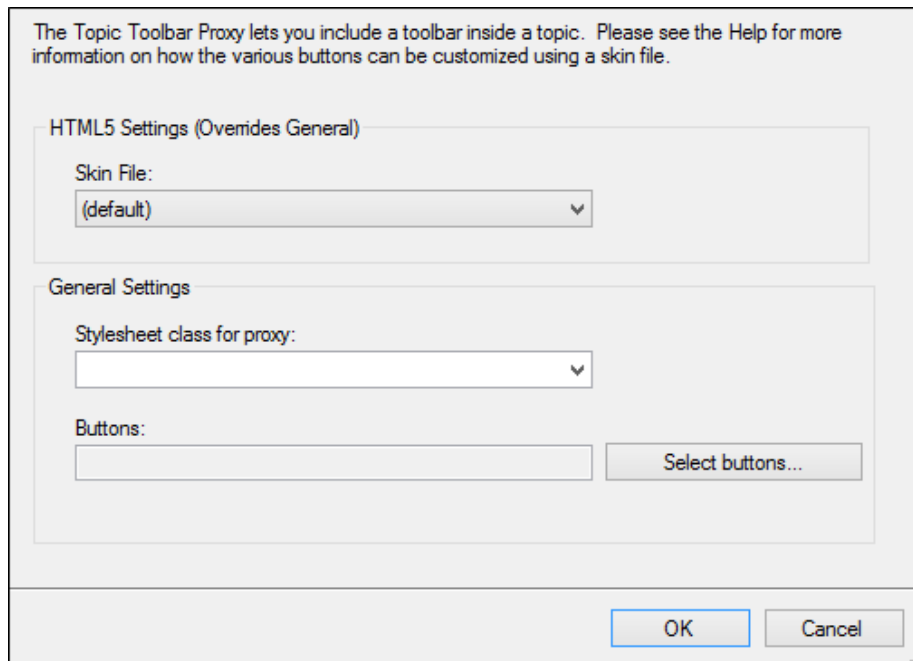 The Topic Toolbar Proxy lets you include a toolbar inside a topic.  Please see the Help for more
information on how the various buttons can be customized using a skin file.
HTML5 Settings (Overrides General)
Skin File:
(default)
General Settings
Stylesheet class for proxy:
Buttons:
Select buttons...
OK
Cancel